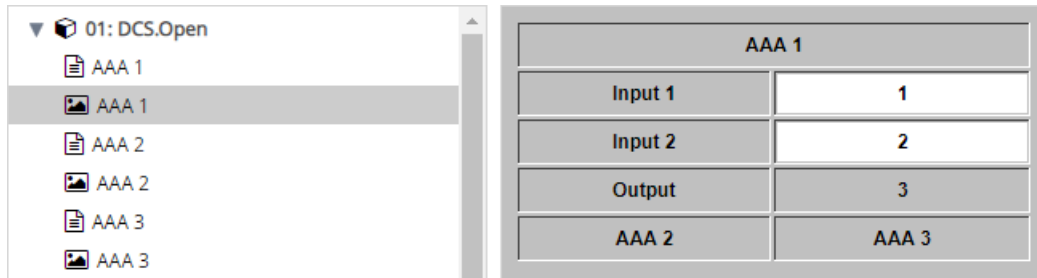 01: DCS.Open
AAA 1
AAA 1
AAA 2
AAA 2
AAA 3
AAA 3
AAA 1
Input 1 1
Input 2 2
Output 3
AAA 2 AAA 3